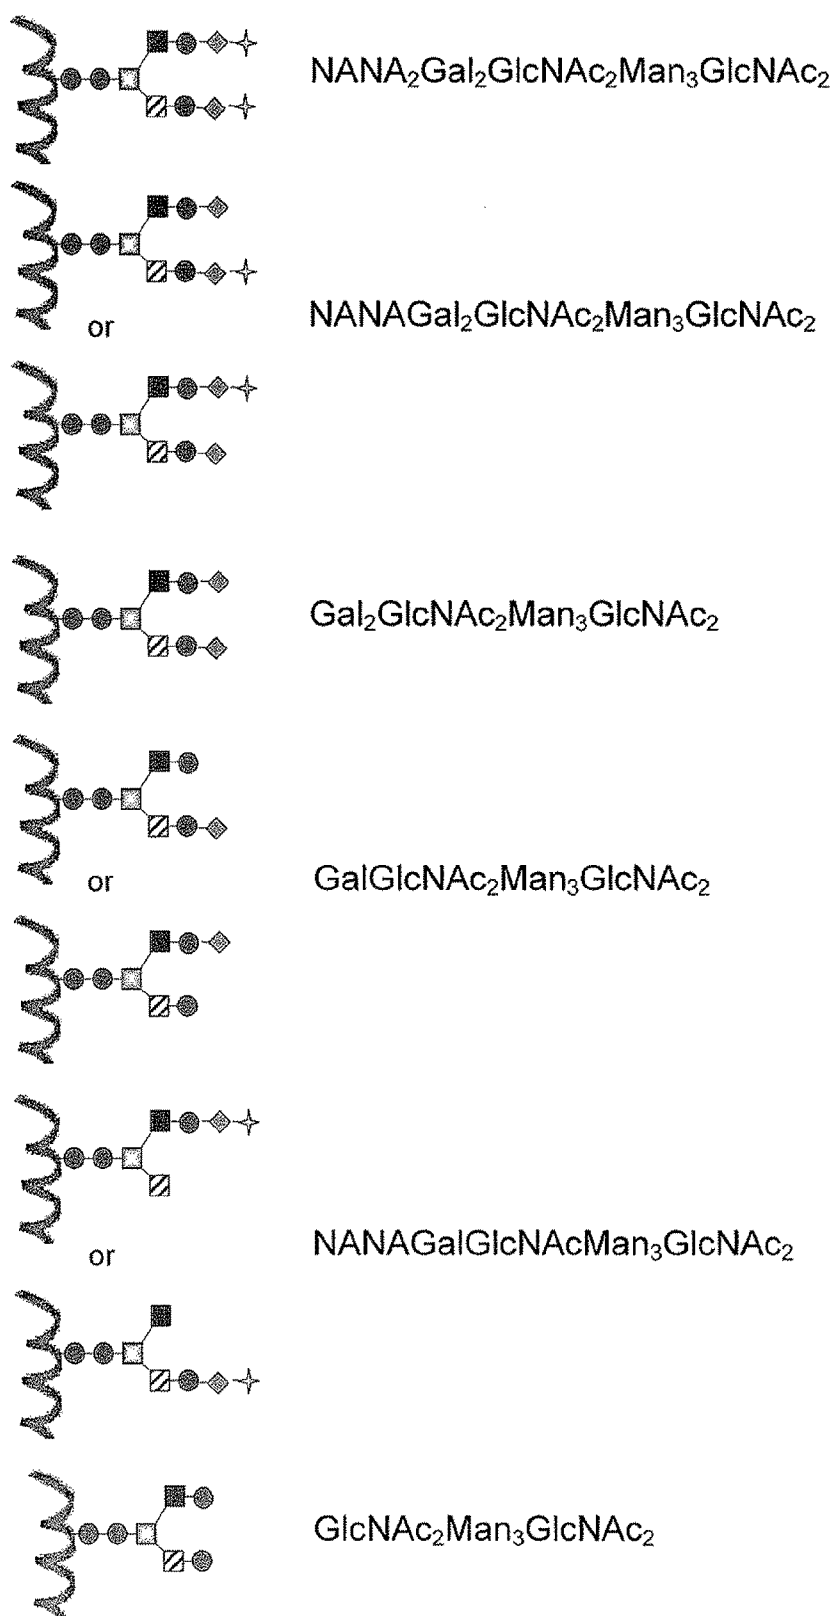 NANA₂Gal₂GlcNAc₂Man₃GlcNAc₂
or
NANAGal₂GlcNAc₂Man₃GlcNAc₂
Gal₂GlcNAc₂Man₃GlcNAc₂
or
GalGlcNAc₂Man₃GlcNAc₂
or
NANAGalGlcNAcMan₃GlcNAc₂
GlcNAc₂Man₃GlcNAc₂